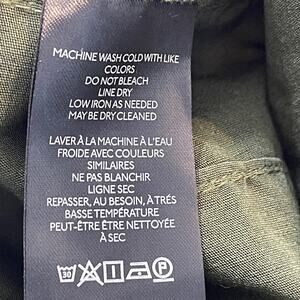 MACHINE WASH COLD WITH LIKE
COLORS
DO NOT BLEACH
LINE DRY
LOW IRON AS NEEDED
MAY BE DRY CLEANED
LAVER À LA MACHINE À L'EAU
FROIDE AVEC COULEURS
SIMILAIRES
NE PAS BLANCHIR
LIGNE SEC
REPASSER, AU BESOIN, À TRÉS
BASSE TEMPÉRATURE
PEUT-ÊTRE ÊTRE NETTOYÉE
À SEC
30 P